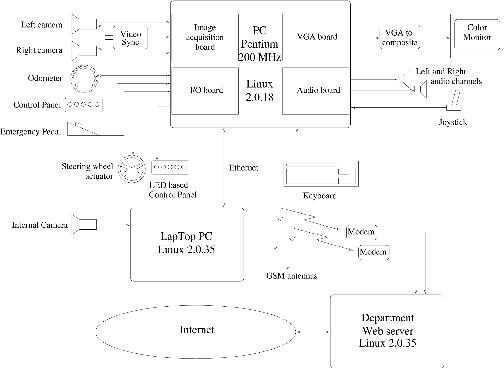 Left camera
Right camera
Video
Sync
Image
acquisition
board
PC
Pentium
200 MHz
VGA board
VGA to
composite
Color
Monitor
Odometer
Control Panel
Emergency Pedal
I/O board
Linux
2.0.18
Audio board
Left and Right
audio channels
Joystick
Steering wheel
actuator
LED based
Control Panel
Ethernet
Keyboard
Internal Camera
LapTop PC
Linux 2.0.35
Modem
Modem
GSM antennas
Internet
Department
Web server
Linux 2.0.35